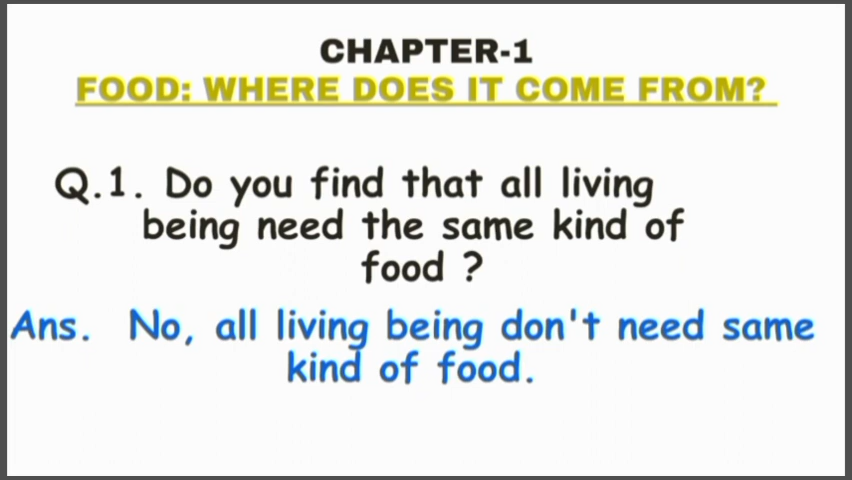 CHAPTER-1
FOOD: WHERE DOES IT COME FROM?
Q.1. Do you find that all living
being need the same kind of
food ?
Ans. No, all living being don't need same
kind of food.